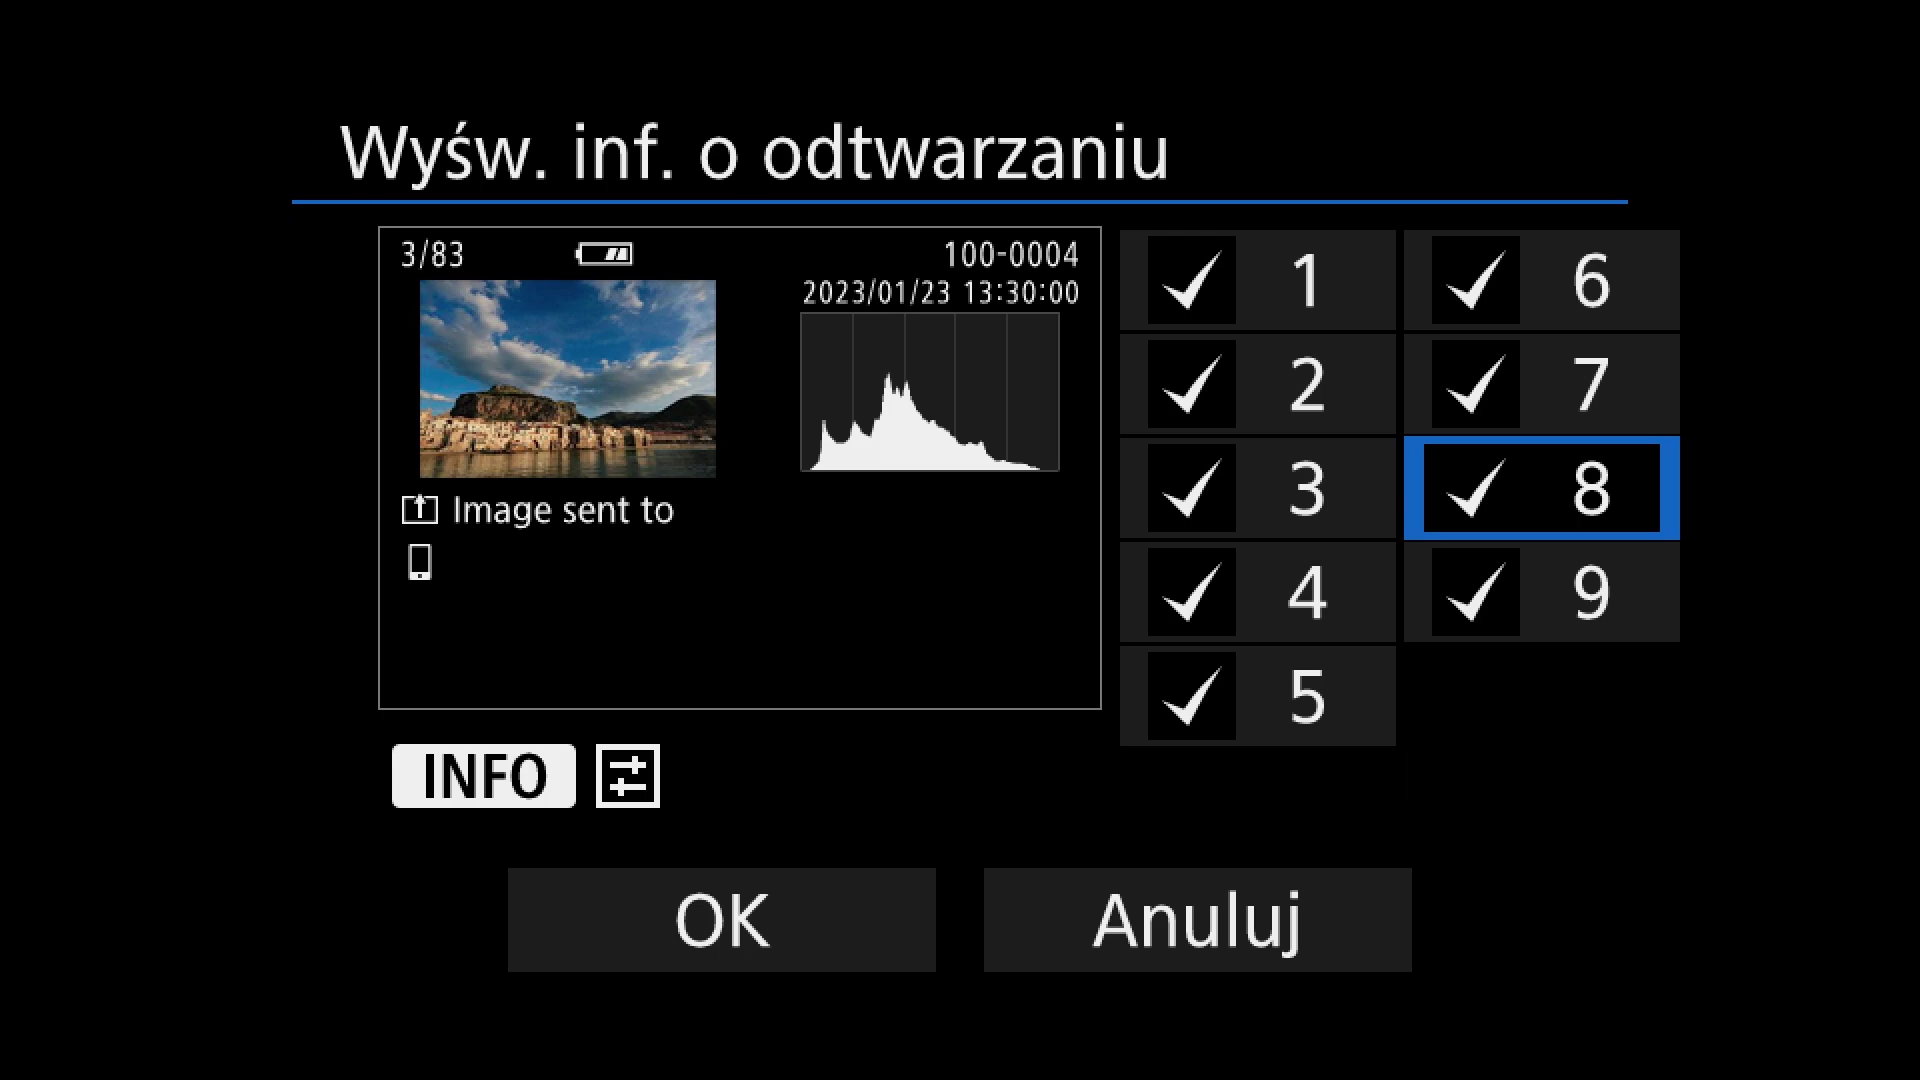 Wyśw. inf. o odtwarzaniu
3/83
100-0004
2023/01/23 13:30:00
Image sent to
1
2
3
4
5
6
7
8
9
INFO
OK
Anuluj